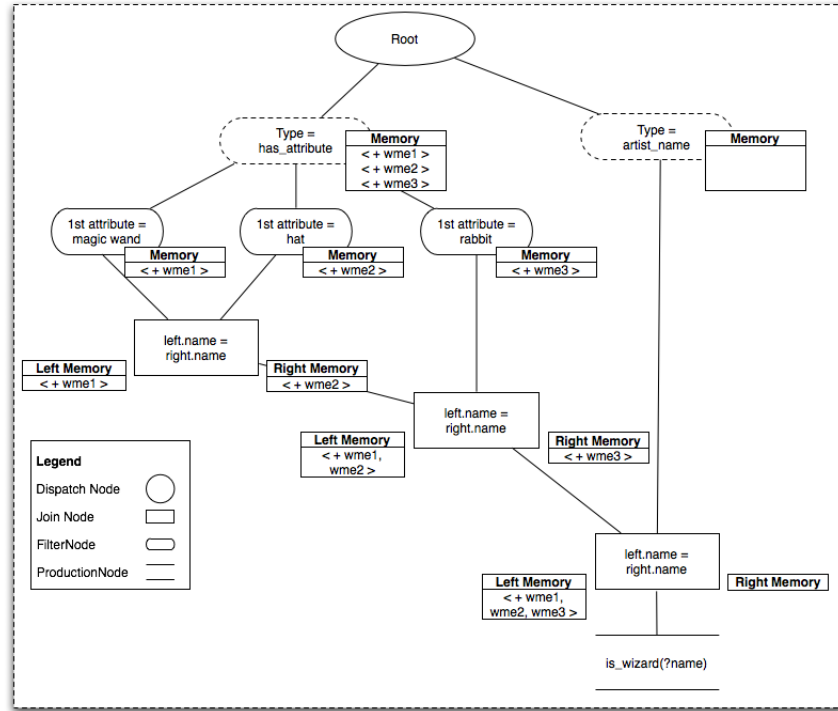 Root
Type =
has_attribute
Memory
< + wme1 >
< + wme2 >
< + wme3 >
Type =
artist_name
Memory
1st attribute =
magic wand
Memory
< + wme1 >
1st attribute =
hat
Memory
< + wme2 >
1st attribute =
rabbit
Memory
< + wme3 >
left.name =
right.name
Left Memory
< + wme1 >
Right Memory
< + wme2 >
left.name =
right.name
Left Memory
< + wme1,
wme2 >
Right Memory
< + wme3 >
Legend
Dispatch Node
Join Node
FilterNode
ProductionNode
left.name =
right.name
Left Memory
< + wme1,
wme2, wme3 >
Right Memory
is_wizard(?name)